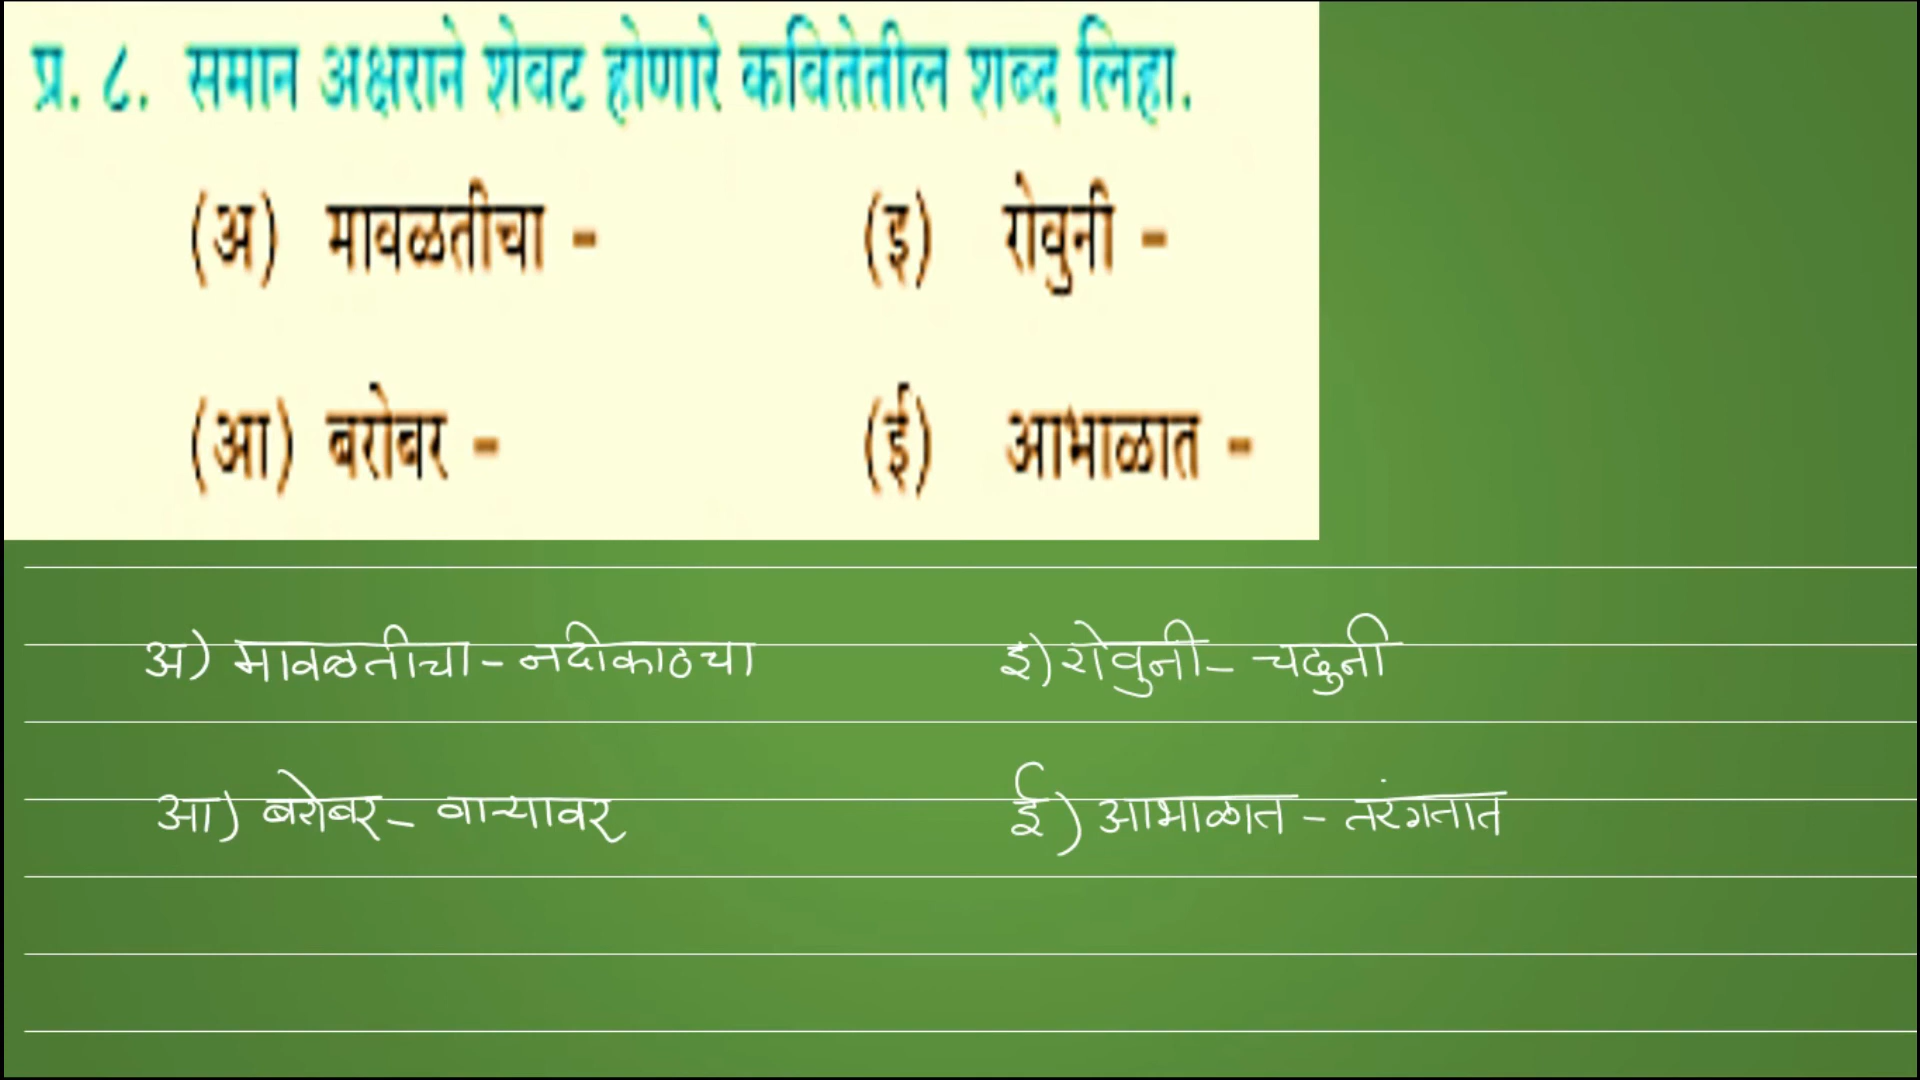 प्र. ८. समान अक्षराने शेवट होणारे कवितेतील शब्द लिहा.
(अ) मावळतीचा - (इ) रोवुनी -
(आ) बरोबर - (ई) आभाळात -
अ) मावळतीचा - नदीकाठचा इ) रोवुनी - चढुनी
आ) बरोबर - वाऱ्यावर ई) आभाळात - तरंगतात